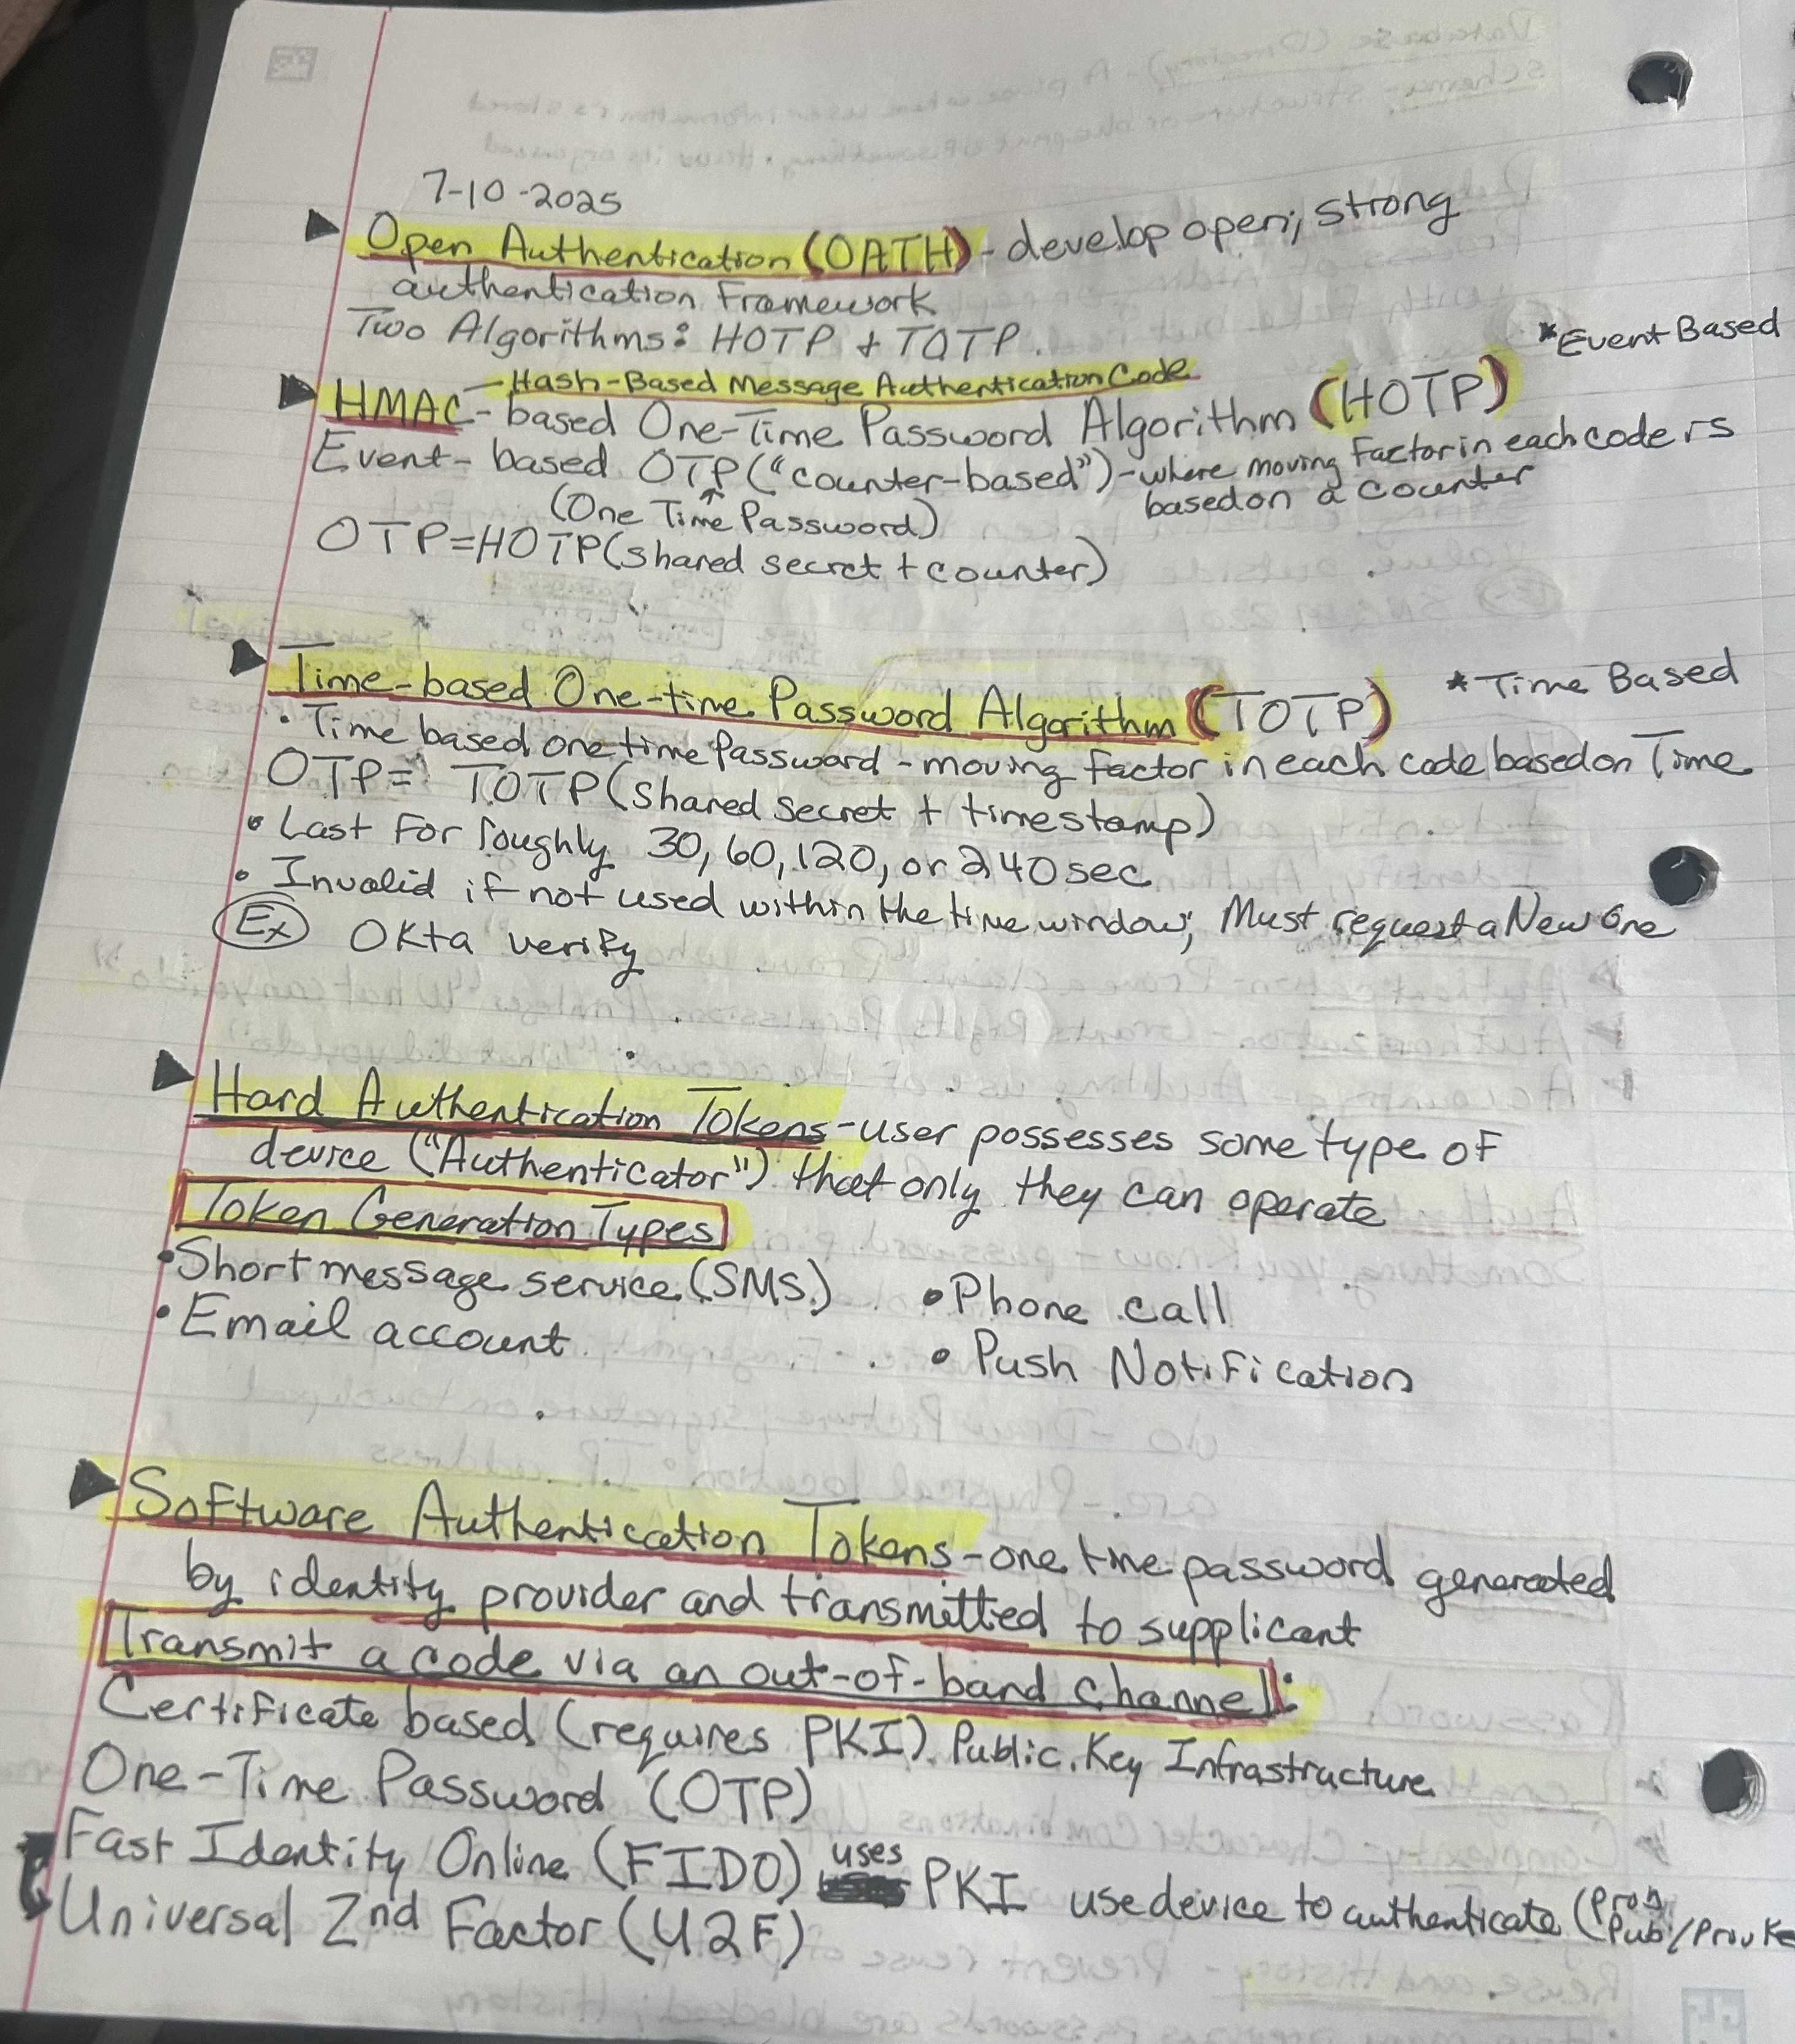 7-10-2025
Open Authentication (OATH) - develop open; strong
authentication Framework
Two Algorithms: HOTP + TOTP.
*Event Based
Hash-Based Message Authentication Code
HMAC-based One-Time Password Algorithm (HOTP)
Event-based OTP ("counter-based") - where moving Factor in each code is
based on a counter
(One Time Password)
OTP=HOTP(shared secret + counter)
Time-based One-time Password Algorithm (TOTP) *Time Based
• Time based one time Password - moving factor in each code based on Time
OTP= TOTP(shared secret + timestamp)
• Last For roughly 30, 60, 120, or 240 sec
• Invalid if not used within the time window; Must request a New One
Ex Okta verify
Hard Authentication Tokens - user possesses some type of
device ("Authenticator") that only they can operate
Token Generation Types
• Short message service (SMS) • Phone call
• Email account • Push Notification
Software Authentication Tokens - one time password generated
by identity provider and transmitted to supplicant
Transmit a code via an out-of-band channel:
Certificate based (requires PKI) Public Key Infrastructure
One-Time Password (OTP)
Fast Identity Online (FIDO) uses PKI use device to authenticate (
Pub/
Universal 2nd Factor (U2F)